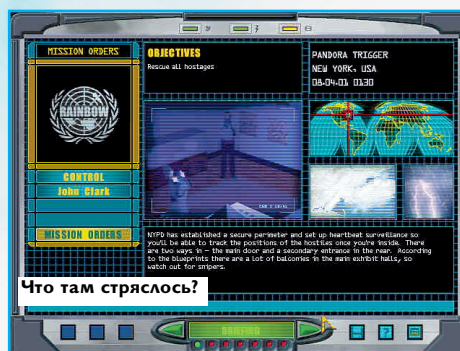 MISSION ORDERS
RAINBOW
CONTROL
John Clark
MISSION ORDERS
OBJECTIVES
Rescue all hostages
PANDORA TRIGGER
NEW YORK, USA
08.04.01 0130
NYPD has established a secure perimeter and set up heartbeat surveillance so
you'll be able to track the positions of the hostiles once you're inside. There
are two ways in – the main door and a secondary entrance in the rear. According
to the blueprints there are a lot of balconies in the main exhibit halls, so
watch out for snipers.
Что там стряслось?
BRIEFING